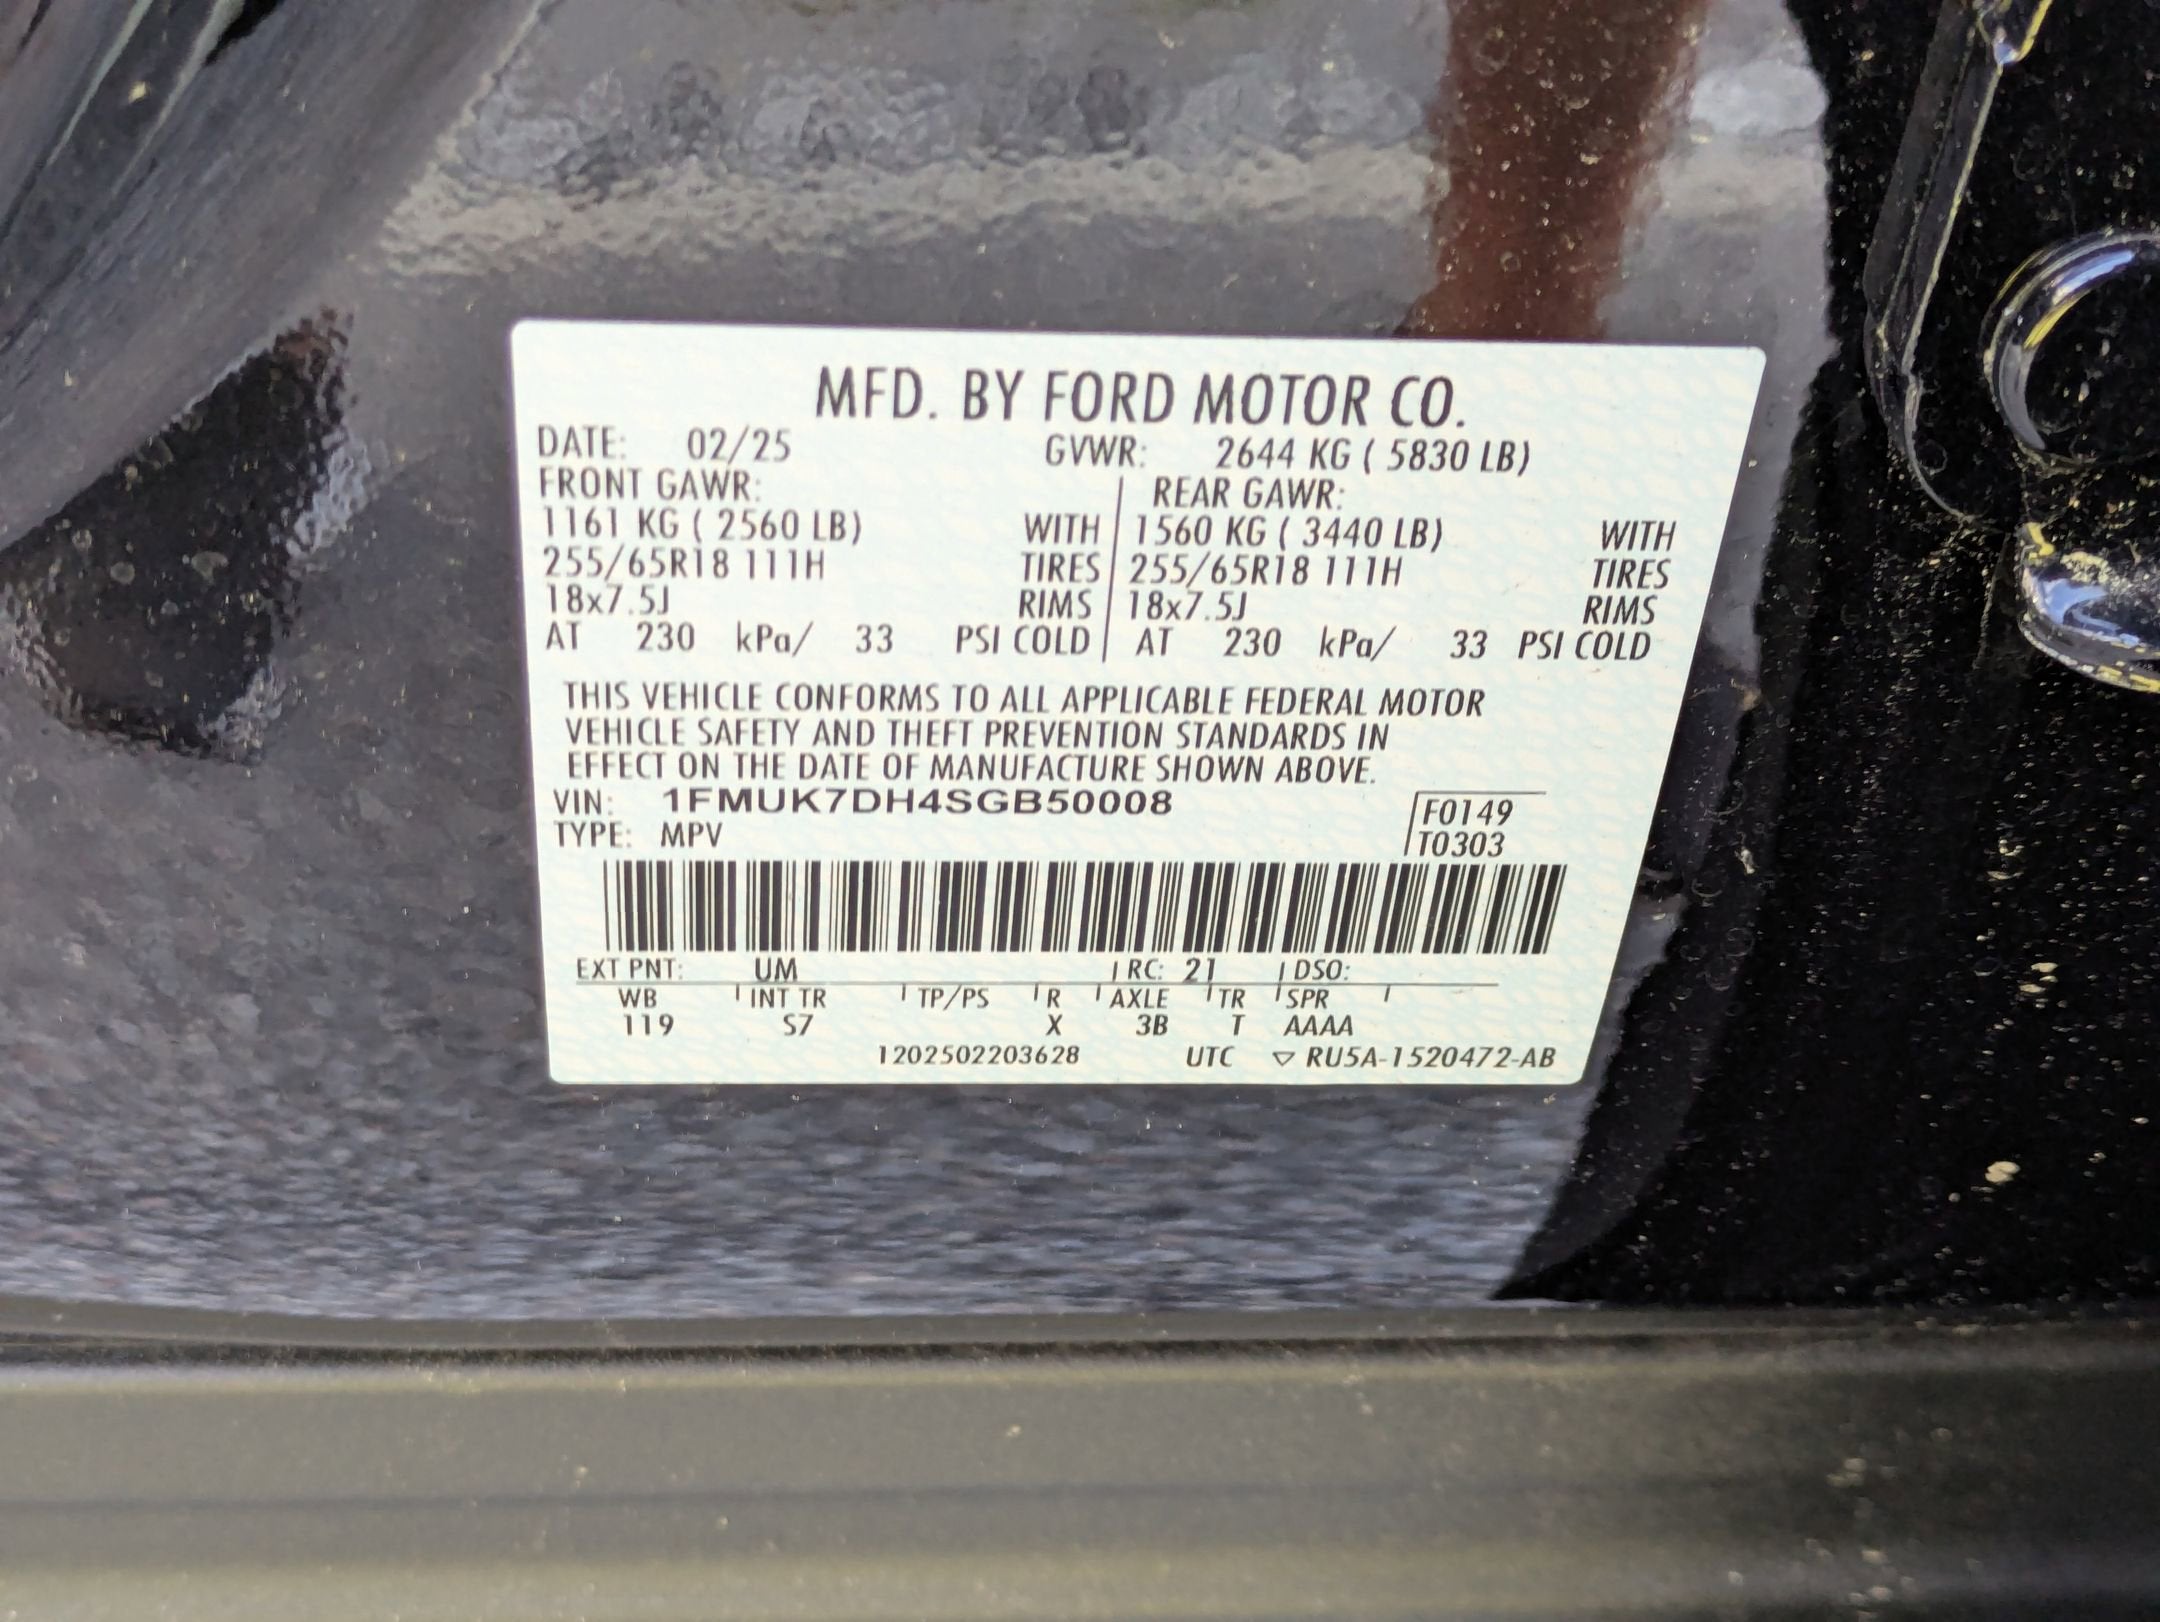 MFD. BY FORD MOTOR CO.
DATE: 02/25 GVWR: 2644 KG ( 5830 LB)
FRONT GAWR: REAR GAWR:
1161 KG ( 2560 LB) WITH 1560 KG ( 3440 LB) WITH
255/65R18 111H TIRES 255/65R18 111H TIRES
18x7.5J RIMS 18x7.5J RIMS
AT 230 kPa/ 33 PSI COLD AT 230 kPa/ 33 PSI COLD
THIS VEHICLE CONFORMS TO ALL APPLICABLE FEDERAL MOTOR
VEHICLE SAFETY AND THEFT PREVENTION STANDARDS IN
EFFECT ON THE DATE OF MANUFACTURE SHOWN ABOVE.
VIN: 1FMUK7DH4SGB50008 F0149
TYPE: MPV T0303
EXT PNT: UM RC: 21 DSO:
WB INT TR TP/PS R AXLE TR SPR
119 S7 X 3B T AAAA
1202502203628 UTC ▽ RU5A-1520472-AB